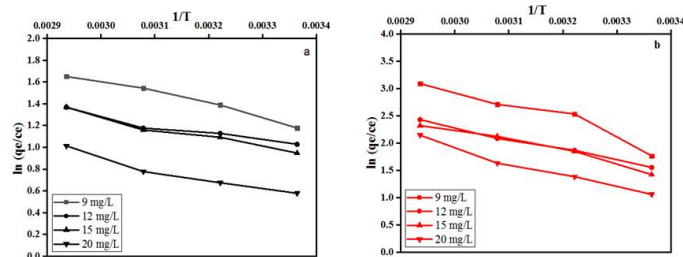 1/T
0.0029 0.0030 0.0031 0.0032 0.0033 0.0034
a
2.0
1.8
1.6
1.4
1.2
1.0
0.8
0.6
0.4
0.2
0.0
ln (qe/ce)
9 mg/L
12 mg/L
15 mg/L
20 mg/L
1/T
0.0029 0.0030 0.0031 0.0032 0.0033 0.0034
b
4.0
3.5
3.0
2.5
2.0
1.5
1.0
0.5
0.0
ln (qe/ce)
9 mg/L
12 mg/L
15 mg/L
20 mg/L